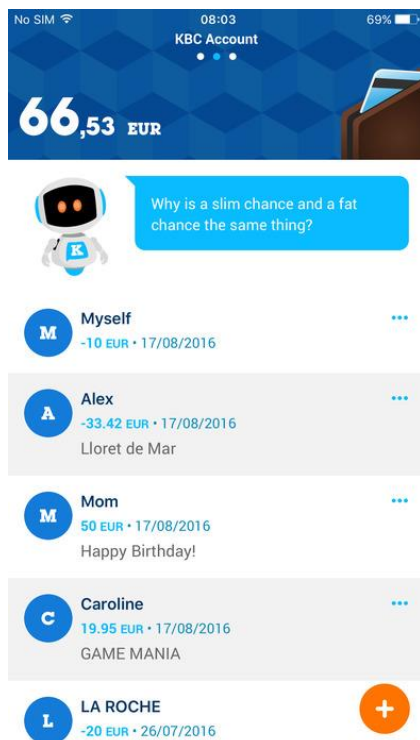 No SIM 08:03 69%
KBC Account
66,53 EUR
Why is a slim chance and a fat
chance the same thing?
K
M Myself •••
-10 EUR • 17/08/2016
A Alex •••
-33.42 EUR • 17/08/2016
Lloret de Mar
M Mom •••
50 EUR • 17/08/2016
Happy Birthday!
C Caroline •••
19.95 EUR • 17/08/2016
GAME MANIA
L LA ROCHE
-20 EUR • 26/07/2016
+